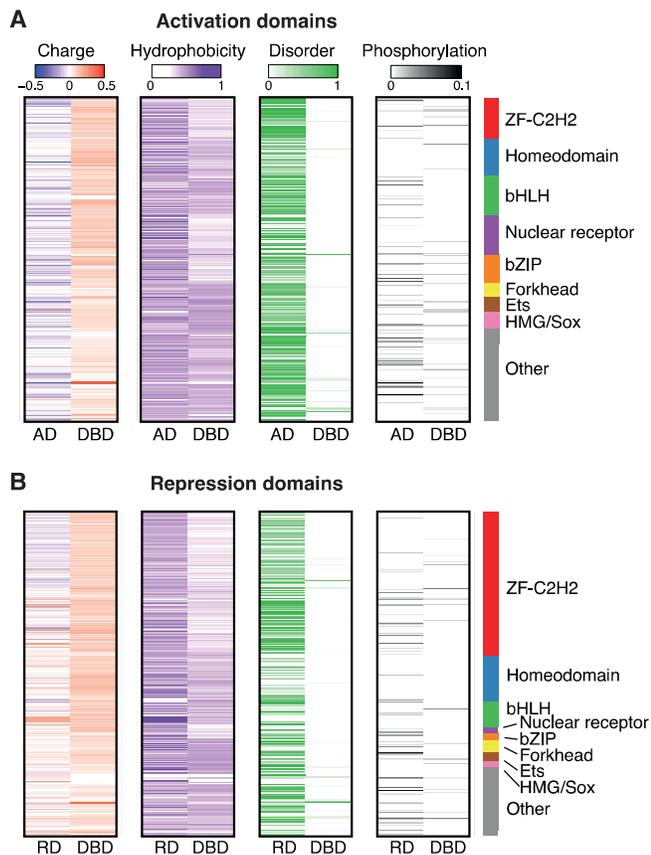 A
Activation domains
Charge Hydrophobicity Disorder Phosphorylation
−0.5 0 0.5 0 1 0 1 0 0.1
ZF-C2H2
Homeodomain
bHLH
Nuclear receptor
bZIP
Forkhead
Ets
HMG/Sox
Other
AD DBD AD DBD AD DBD AD DBD
B
Repression domains
ZF-C2H2
Homeodomain
bHLH
Nuclear receptor
bZIP
Forkhead
Ets
HMG/Sox
Other
RD DBD RD DBD RD DBD RD DBD